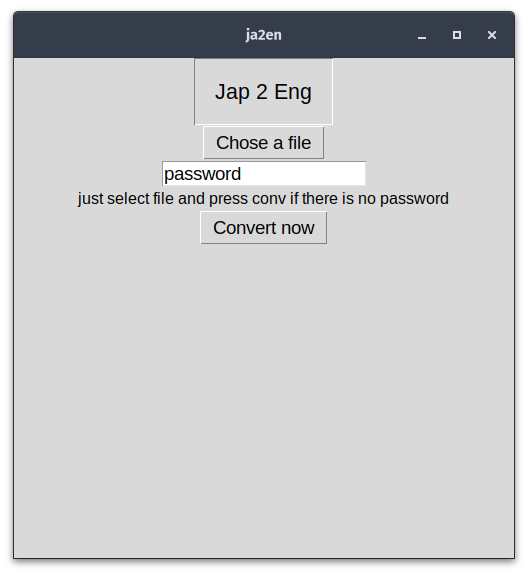 ja2en
Jap 2 Eng
Chose a file
password
just select file and press conv if there is no password
Convert now